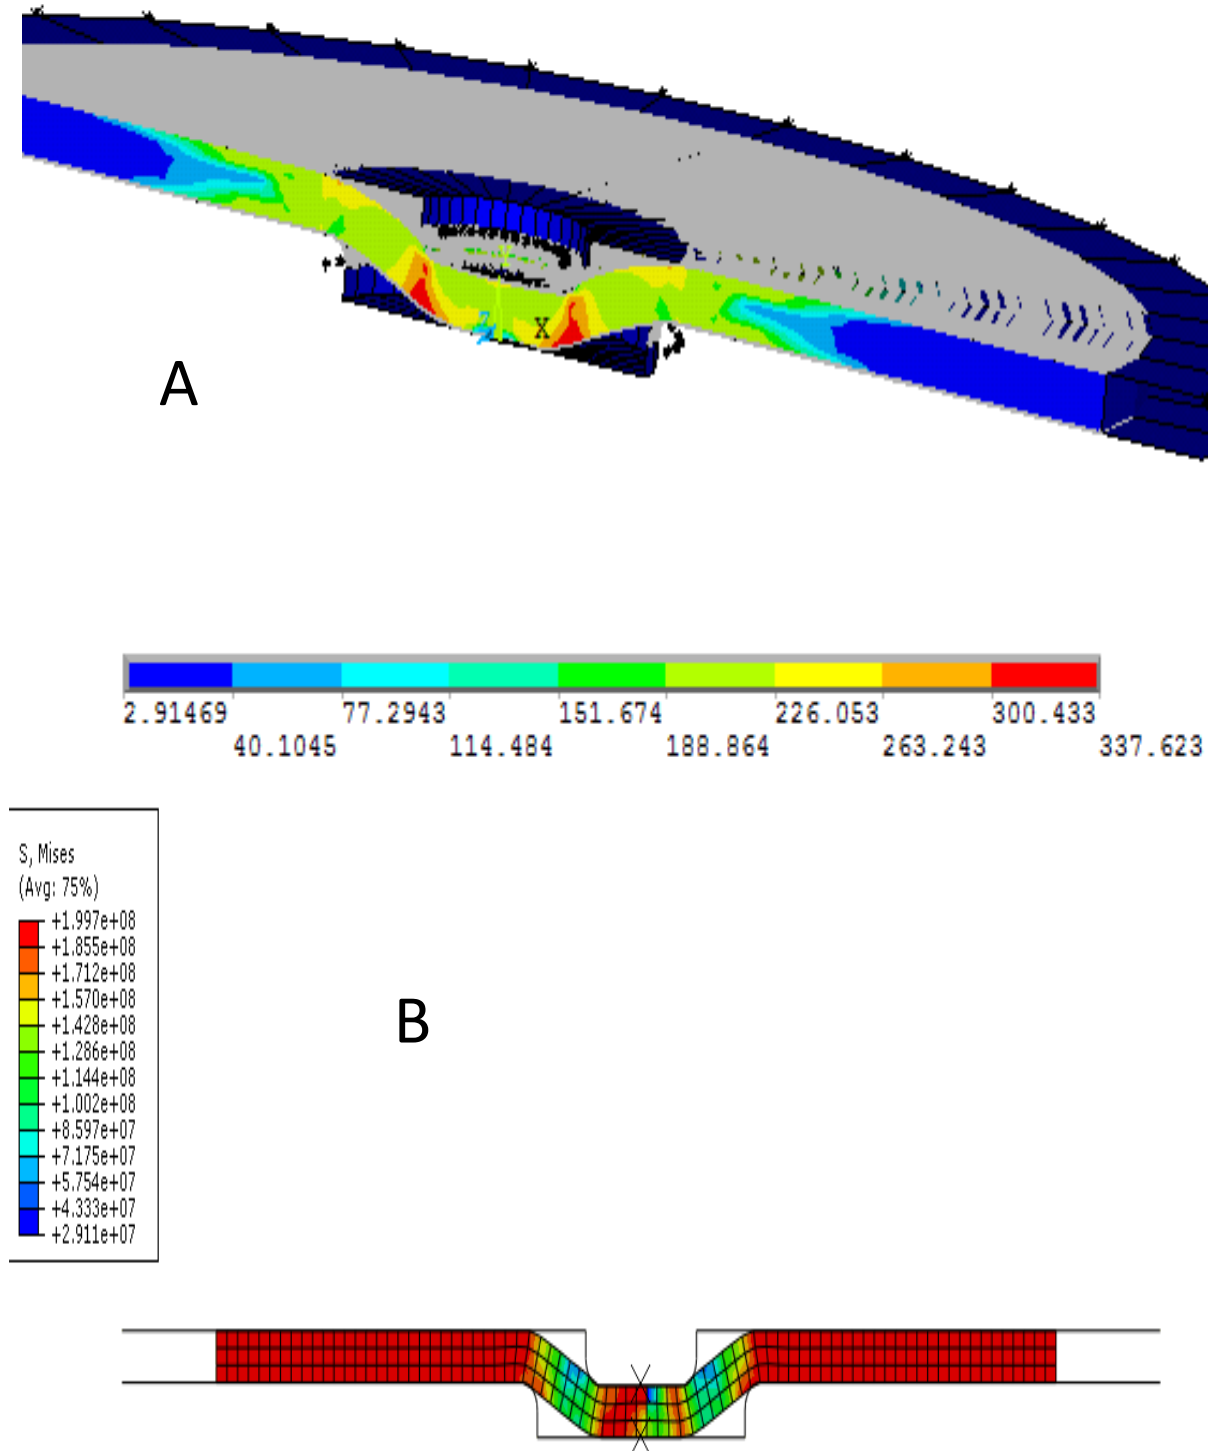 Z
X
A
2.91469 77.2943 151.674 226.053 300.433
40.1045 114.484 188.864 263.243 337.623
S, Mises
(Avg: 75%)
+1.997e+08
+1.855e+08
+1.712e+08
+1.570e+08
+1.428e+08
+1.286e+08
+1.144e+08
+1.002e+08
+8.597e+07
+7.175e+07
+5.754e+07
+4.333e+07
+2.911e+07
B